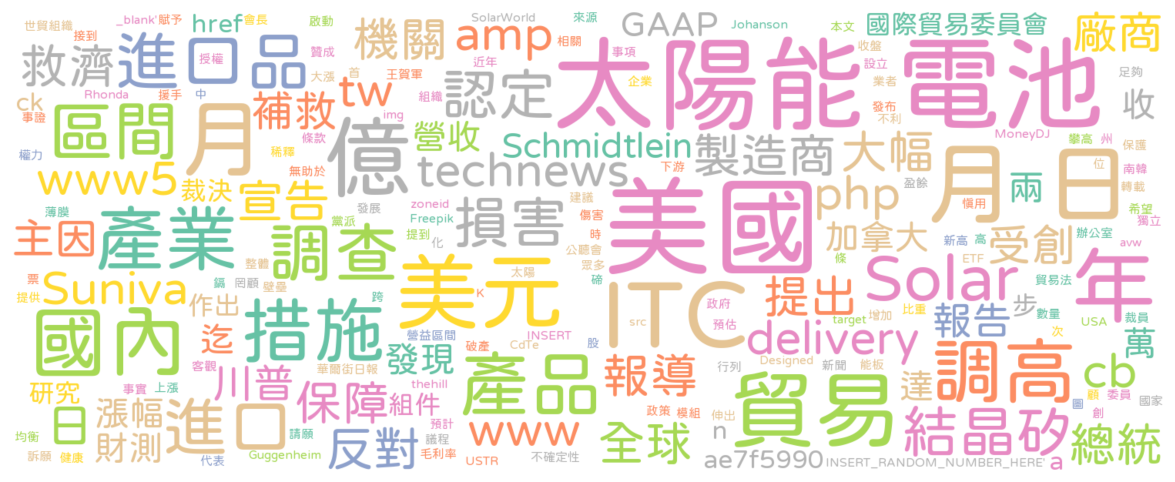 世貿組織 接到 _blank' 賦予 會長 啟動 SolarWorld 來源 Johanson 本文 國際貿易委員會 廠商
救濟 進口品 href 授權 機關 贊成 相關 amp GAAP 事項 收盤 設立
大漲 首 近年 王賀軍 企業 業者 足夠
ck Rhonda 援手 中 補救 tw 組織 認定 太陽能 電池 發布 不利 收
事證 區間 月 條款 img 營收 MoneyDJ 攀高 州 保護
權力 稀釋 無助於 億 Schmidtlein 下游 製造商 大幅 位 南韓
www5 裁決 宣告 technews 盈餘 php 月 日 兩 轉載
薄膜 發展 zoneid 建議 美國 慣用 希望 獨立
主因 產業 黨派 Freepik 損害 傷害 時 加拿大 新高 高 受創 辦公室
調查 提到 化 公聽會 條 ETF avw
票 整體 太陽 眾多 貿易法
提供 Suniva 鎘 罔顧 壁壘 美元 K 碲 ITC 政府 提出 Solar 年
作出 跨 src 預估 target 增加 比重 報告 步 數量 裁員
國內 迄 措施 營益區間 INSERT 股 delivery 次 USA 萬
客觀 華爾街日報 發現 破產 CdTe 報導 行列 Designed 新聞 能板 調高
研究 事實 上漲 川普 thehill 產品 貿易 達 cb 顧 委員
漲幅 保障 組件 政策 模組 伸出 圖 國家
日 進口 請願 預計 www n 結晶矽 創
均衡 財測 反對 議程 全球 總統
訴願 健康 代表 Guggenheim 毛利率 USTR 不確定性 ae7f5990 INSERT_RANDOM_NUMBER_HERE' a